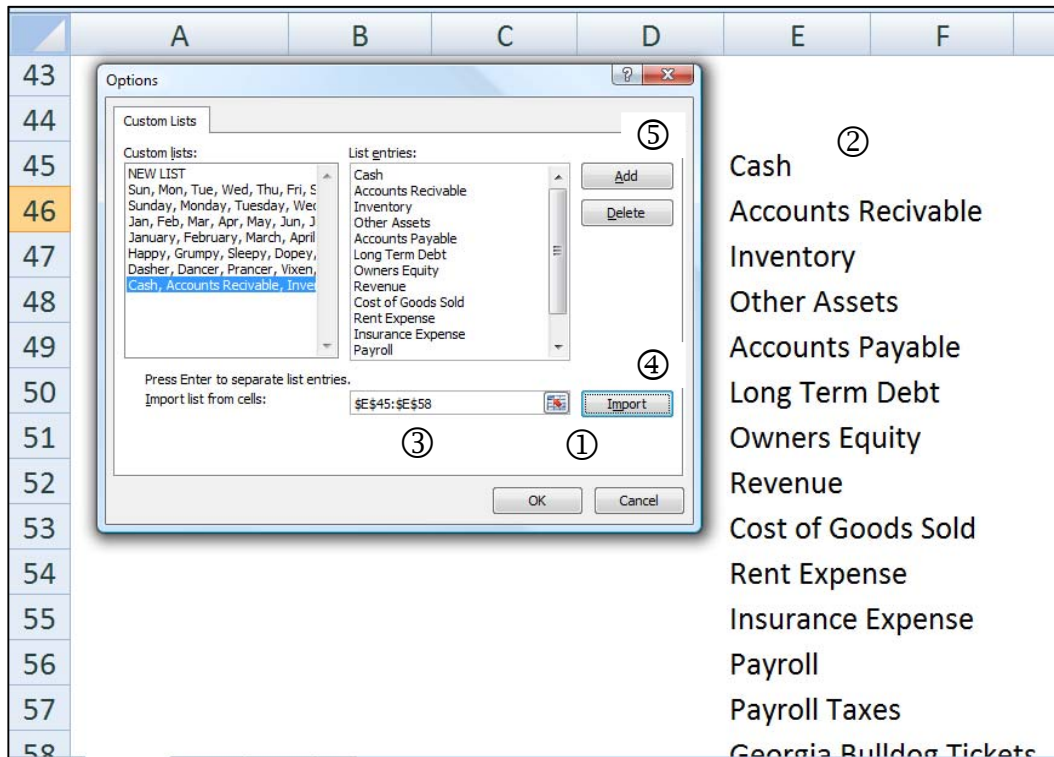 A B C D E F
43
Options
44
Custom Lists
⑤
Custom lists:
List entries:
②
45
NEW LIST
Sun, Mon, Tue, Wed, Thu, Fri, S
Sunday, Monday, Tuesday, Wed
Jan, Feb, Mar, Apr, May, Jun, J
January, February, March, April
Happy, Grumpy, Sleepy, Dopey,
Dasher, Dancer, Prancer, Vixen,
Cash, Accounts Recivable, Inve
Cash
Accounts Recivable
Inventory
Other Assets
Accounts Payable
Long Term Debt
Owners Equity
Revenue
Cost of Goods Sold
Rent Expense
Insurance Expense
Payroll
Add
Delete
④
Press Enter to separate list entries.
Import list from cells:
$E$45:$E$58
Import
③
①
OK
Cancel
Cash
46 Accounts Recivable
47 Inventory
48 Other Assets
49 Accounts Payable
50 Long Term Debt
51 Owners Equity
52 Revenue
53 Cost of Goods Sold
54 Rent Expense
55 Insurance Expense
56 Payroll
57 Payroll Taxes
58 Georgia Bulldog Tickets